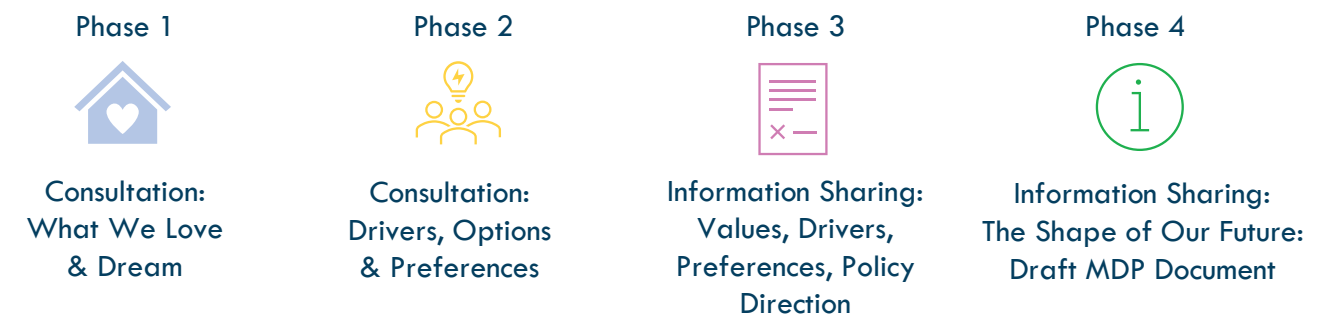 Phase 1
Consultation:
What We Love
& Dream
Phase 2
Consultation:
Drivers, Options
& Preferences
Phase 3
Information Sharing:
Values, Drivers,
Preferences, Policy
Direction
Phase 4
Information Sharing:
The Shape of Our Future:
Draft MDP Document